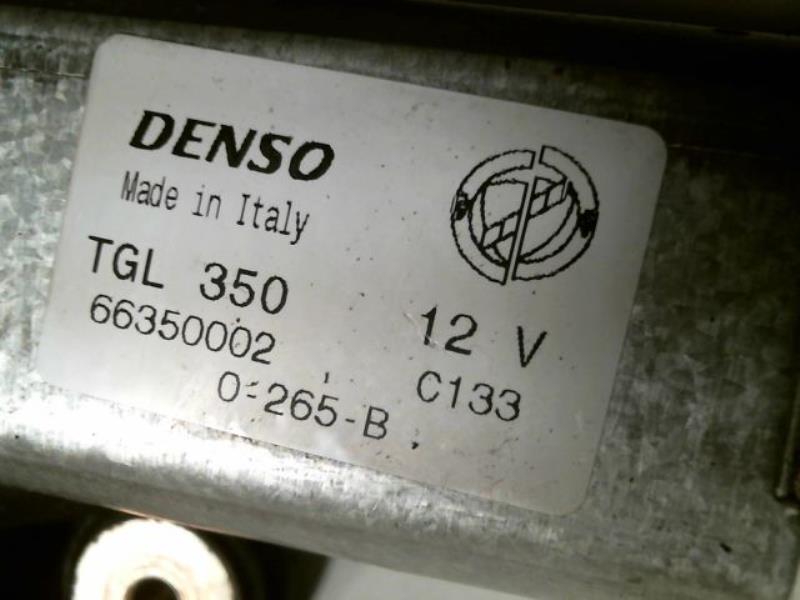 DENSO
Made in Italy
TGL 350
12 V
66350002
C133
0-265-B